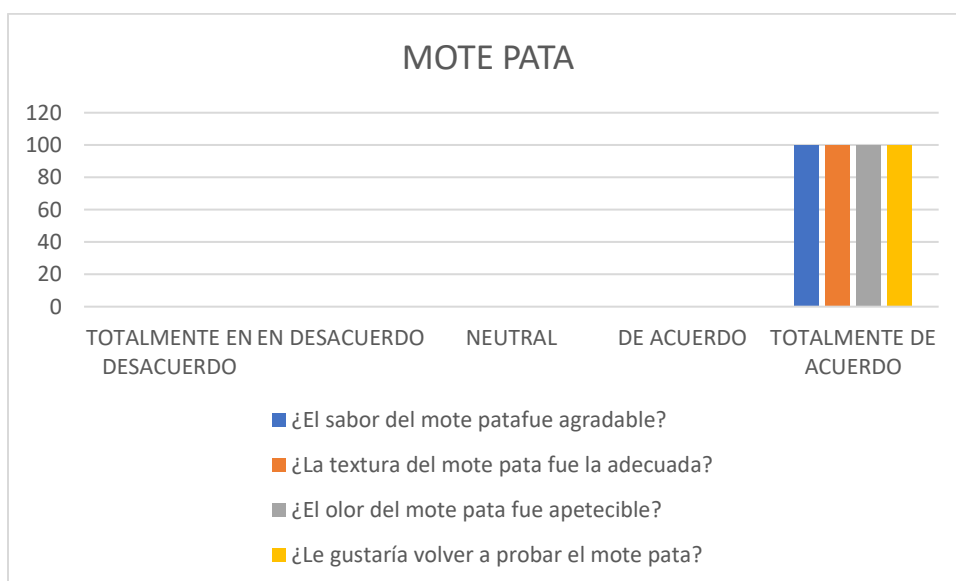 MOTE PATA
120
100
80
60
40
20
0
TOTALMENTE EN DESACUERDO
EN DESACUERDO
NEUTRAL
DE ACUERDO
TOTALMENTE DE ACUERDO
¿El sabor del mote patafue agradable?
¿La textura del mote pata fue la adecuada?
¿El olor del mote pata fue apetecible?
¿Le gustaría volver a probar el mote pata?